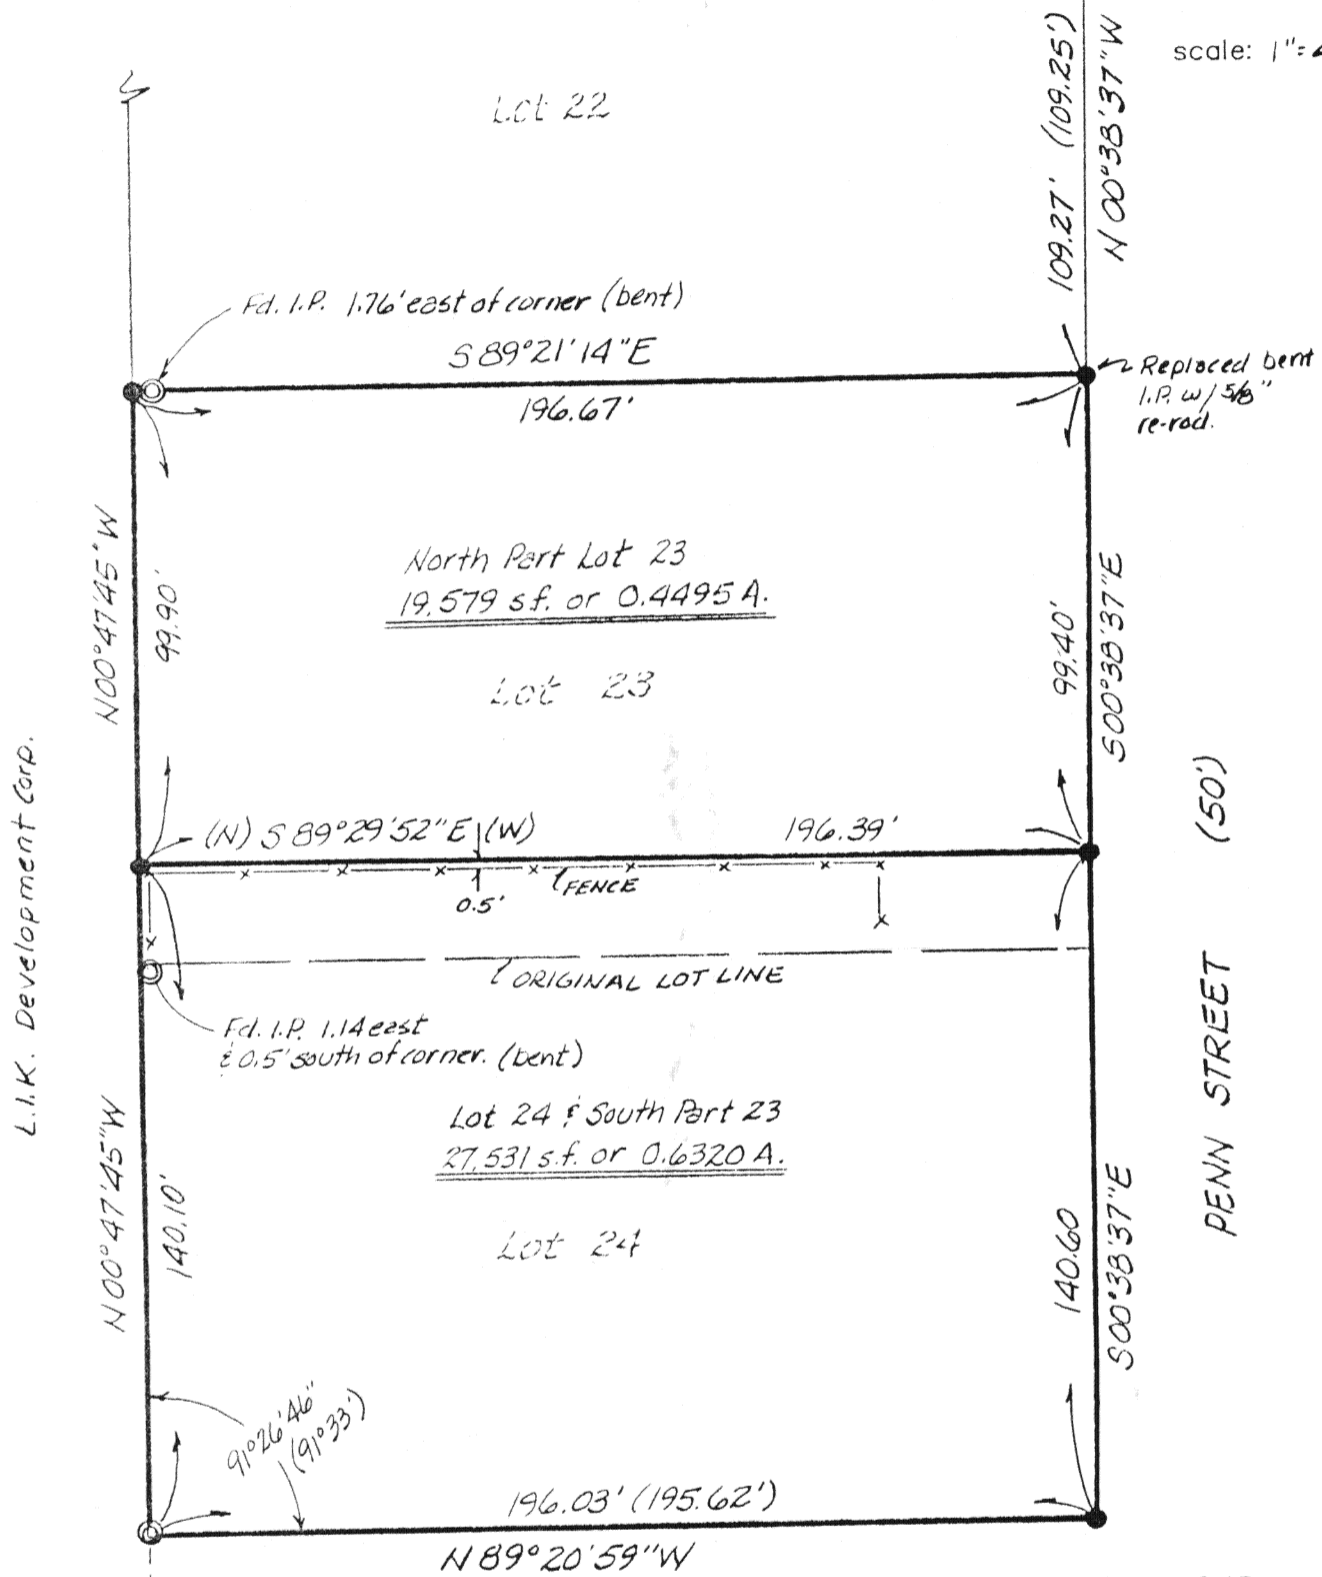 scale: 1"=
Lot 22
109.27' (109.25')
N 00°38'37"W
Fd. I.P. 1.76' east of corner (bent)
S 89°21'14"E
196.67'
Replaced bent
I.P. w/ 5/8"
re-rod.
N00°47'45"W
99.90'
North Part Lot 23
19,579 s.f. or 0.4495 A.
Lot 23
99.40'
S00°38'37"E
(N) S 89°29'52"E (W)
196.39'
FENCE
0.5'
ORIGINAL LOT LINE
Fd. I.P. 1.14 east
& 0.5' south of corner. (bent)
L.I.K. Development Corp.
PENN STREET (50')
Lot 24 & South Part 23
27,531 s.f. or 0.6320 A.
Lot 24
N00°47'45"W
140.10'
140.60
S00°38'37"E
91°26'46"
(91°33')
196.03' (195.62')
N 89°20'59"W